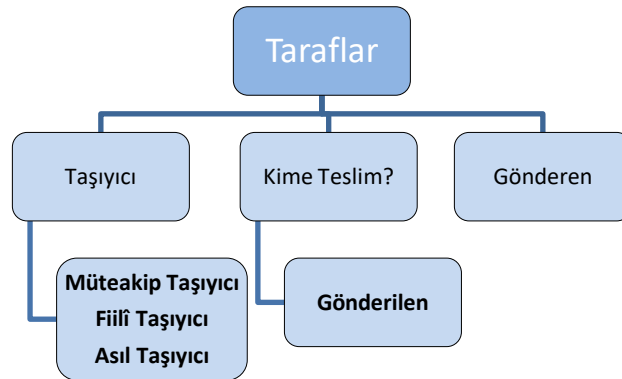 Taraflar
Taşıyıcı
Kime Teslim?
Gönderen
Müteakip Taşıyıcı
Fiilî Taşıyıcı
Asıl Taşıyıcı
Gönderilen